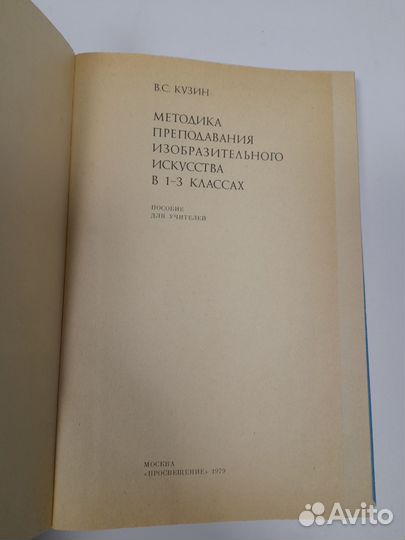 В.С. КУЗИН
МЕТОДИКА
ПРЕПОДАВАНИЯ
ИЗОБРАЗИТЕЛЬНОГО
ИСКУССТВА
В 1–3 КЛАССАХ
ПОСОБИЕ
ДЛЯ УЧИТЕЛЕЙ
МОСКВА
«ПРОСВЕЩЕНИЕ» 1979
Avito